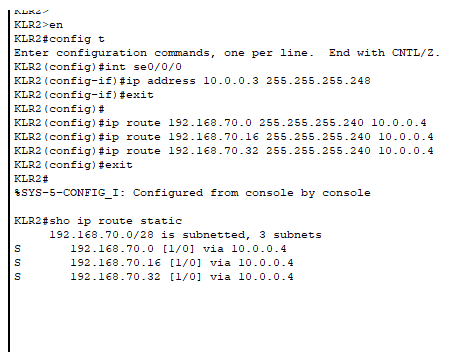 KLR2>
KLR2>en
KLR2#config t
Enter configuration commands, one per line.  End with CNTL/Z.
KLR2(config)#int se0/0/0
KLR2(config-if)#ip address 10.0.0.3 255.255.255.248
KLR2(config-if)#exit
KLR2(config)#
KLR2(config)#ip route 192.168.70.0 255.255.255.240 10.0.0.4
KLR2(config)#ip route 192.168.70.16 255.255.255.240 10.0.0.4
KLR2(config)#ip route 192.168.70.32 255.255.255.240 10.0.0.4
KLR2(config)#exit
KLR2#
%SYS-5-CONFIG_I: Configured from console by console
KLR2#sho ip route static
     192.168.70.0/28 is subnetted, 3 subnets
S       192.168.70.0 [1/0] via 10.0.0.4
S       192.168.70.16 [1/0] via 10.0.0.4
S       192.168.70.32 [1/0] via 10.0.0.4